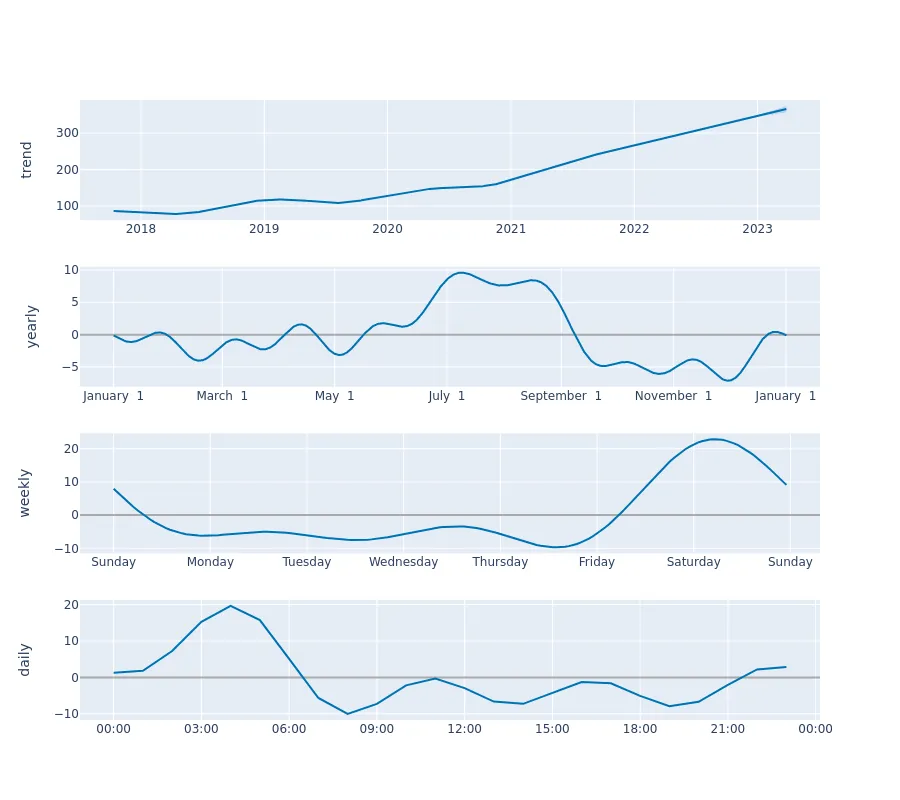 trend
300
200
100
2018 2019 2020 2021 2022 2023
yearly
10
5
0
−5
January 1 March 1 May 1 July 1 September 1 November 1 January 1
weekly
20
10
0
−10
Sunday Monday Tuesday Wednesday Thursday Friday Saturday Sunday
daily
20
10
0
−10
00:00 03:00 06:00 09:00 12:00 15:00 18:00 21:00 00:00